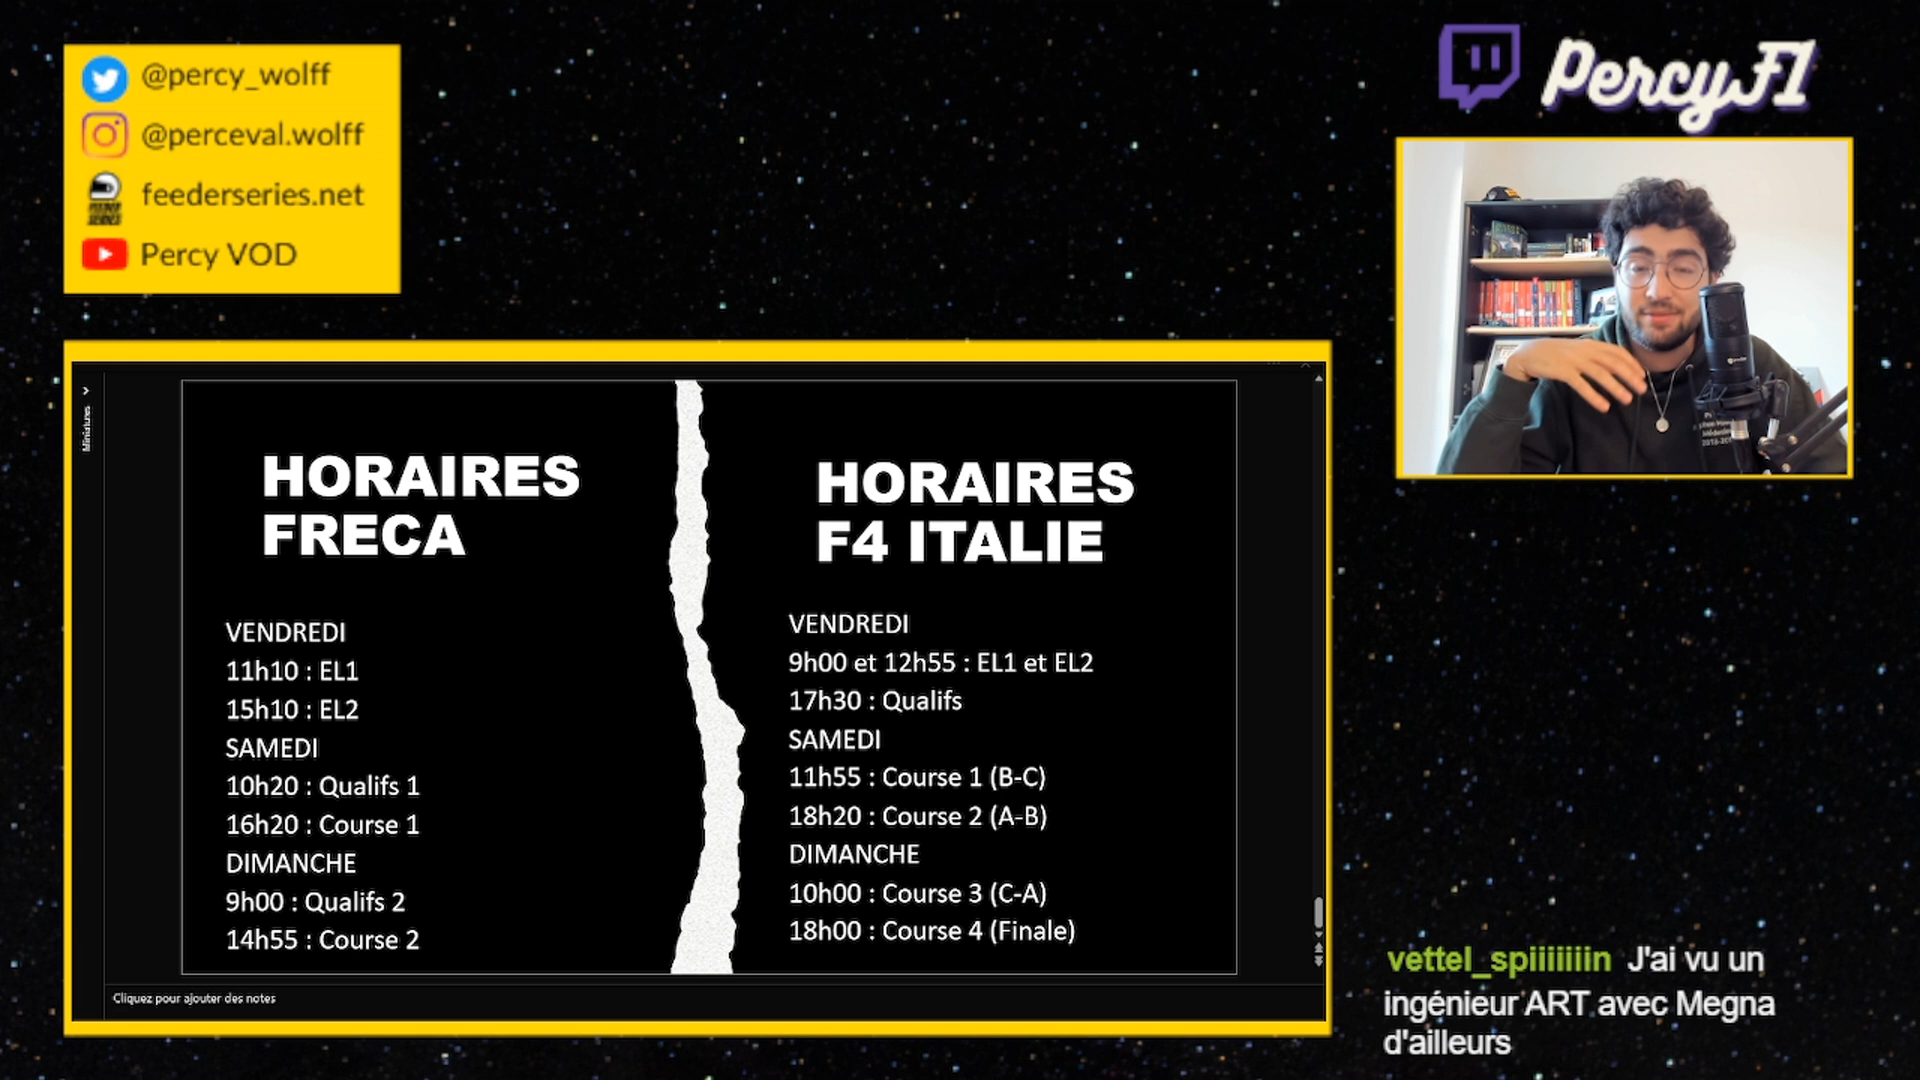 @percy_wolff
@perceval.wolff
feederseries.net
Percy VOD
PercyF1
Miniatures
HORAIRES
FRECA
VENDREDI
11h10 : EL1
15h10 : EL2
SAMEDI
10h20 : Qualifs 1
16h20 : Course 1
DIMANCHE
9h00 : Qualifs 2
14h55 : Course 2
HORAIRES
F4 ITALIE
VENDREDI
9h00 et 12h55 : EL1 et EL2
17h30 : Qualifs
SAMEDI
11h55 : Course 1 (B-C)
18h20 : Course 2 (A-B)
DIMANCHE
10h00 : Course 3 (C-A)
18h00 : Course 4 (Finale)
Cliquez pour ajouter des notes
vettel_spiiiiiiin J'ai vu un
ingénieur ART avec Megna
d'ailleurs